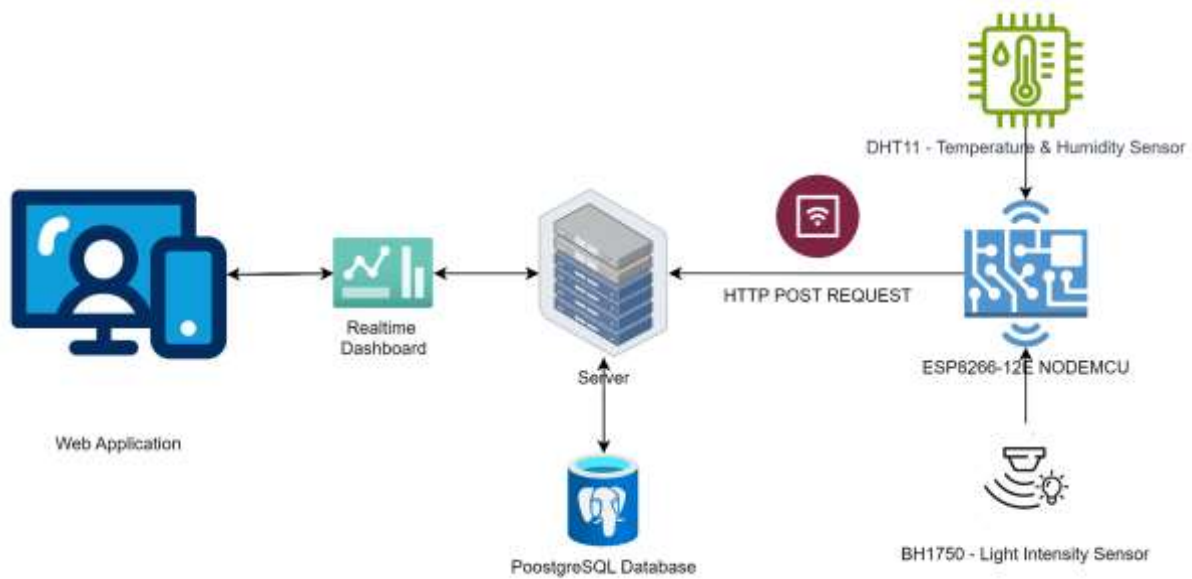 DHT11 - Temperature & Humidity Sensor
HTTP POST REQUEST
Realtime
Dashboard
Server
ESP8266-12E NODEMCU
Web Application
BH1750 - Light Intensity Sensor
PoostgreSQL Database